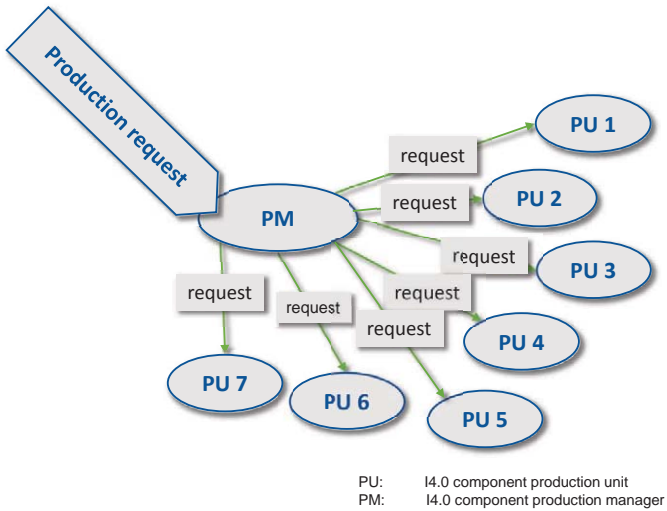 Production request
PU 1
request
PU 2
request
PM
request
PU 3
request
request
request
request
PU 4
PU 7
PU 6
PU 5
PU: I4.0 component production unit
PM: I4.0 component production manager